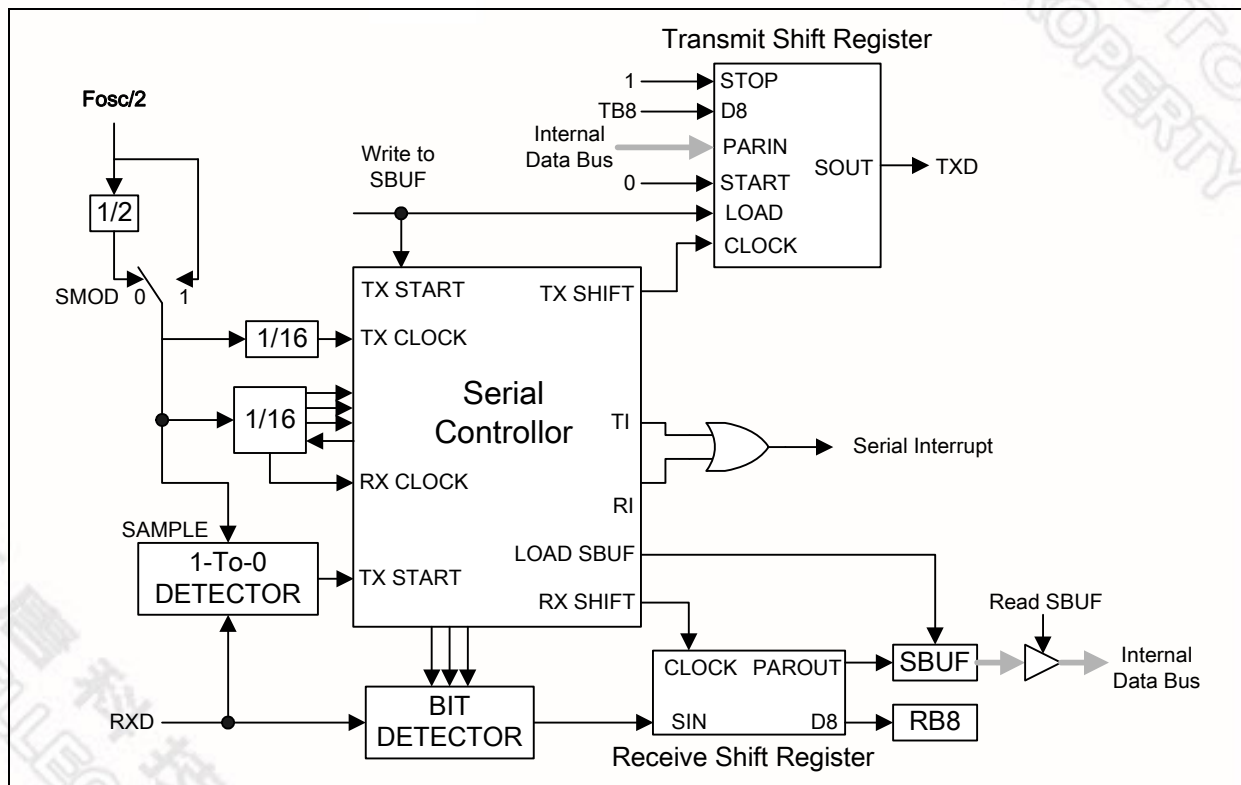 Transmit Shift Register
1
STOP
TB8
D8
Internal
Data Bus
PARIN
0
START
SOUT
TXD
LOAD
CLOCK
Fosc/2
Write to
SBUF
1/2
SMOD 0 1
TX START
TX SHIFT
1/16
TX CLOCK
Serial
Controllor
1/16
TI
Serial Interrupt
RX CLOCK
RI
SAMPLE
1-To-0
DETECTOR
TX START
LOAD SBUF
RX SHIFT
Read SBUF
CLOCK PAROUT
SBUF
Internal
Data Bus
RXD
BIT
DETECTOR
SIN
D8
RB8
Receive Shift Register
OPERTY